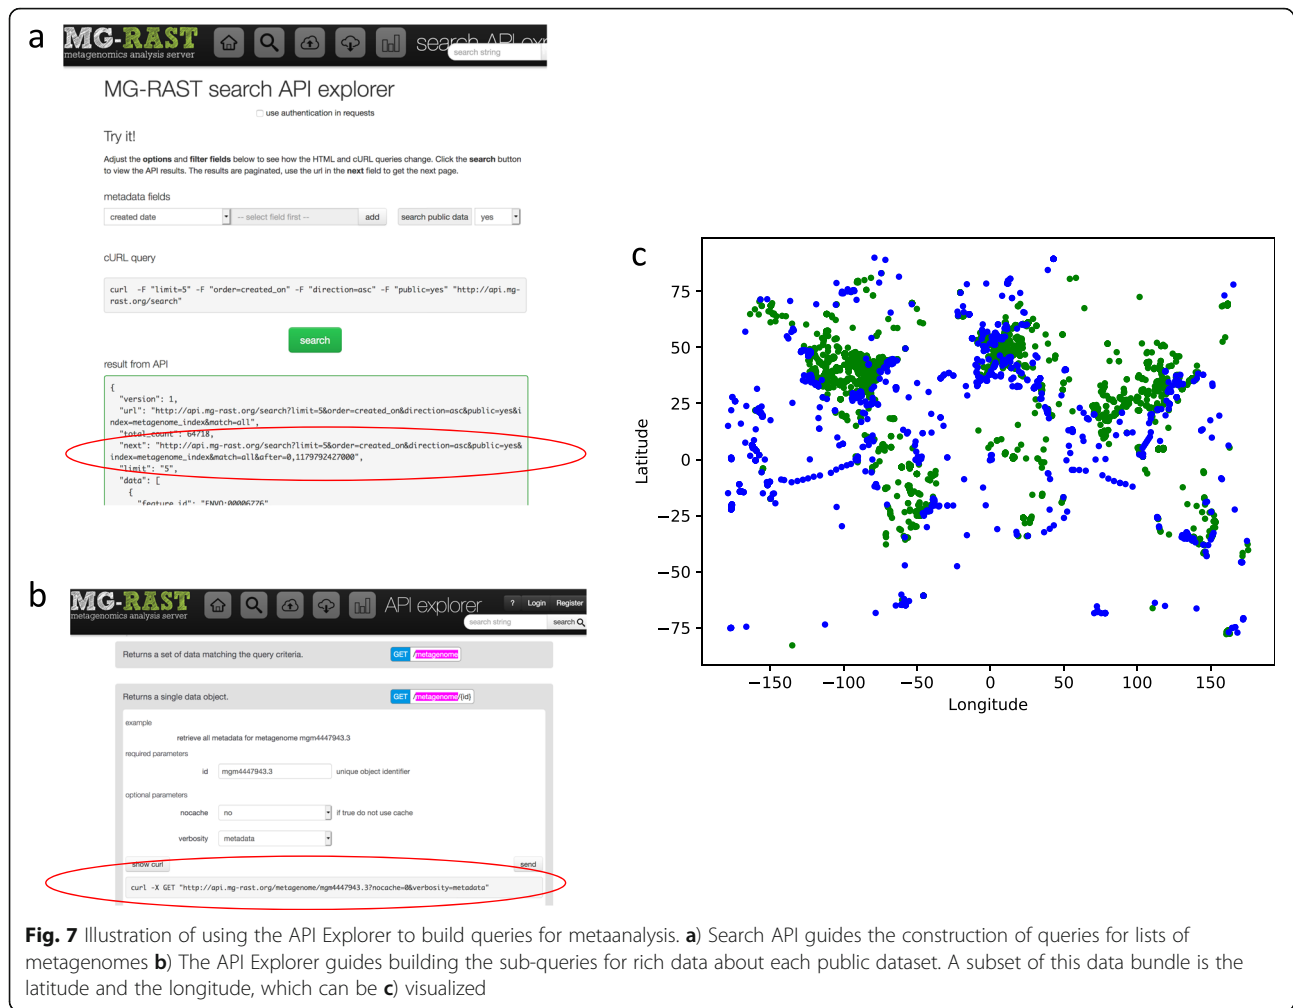 a
MG-RAST
metagenomics analysis server
search API exp
search string
MG-RAST search API explorer
use authentication in requests
Try it!
Adjust the options and filter fields below to see how the HTML and cURL queries change. Click the search button
to view the API results. The results are paginated, use the url in the next field to get the next page.
metadata fields
created date
-- select field first --
add
search public data
yes
cURL query
curl -F "limit=5" -F "order=created_on" -F "direction=asc" -F "public=yes" "http://api.mg-
rast.org/search"
search
result from API
{
"version": 1,
"url": "http://api.mg-rast.org/search?limit=5&order=created_on&direction=asc&public=yes&i
ndex=metagenome_index&match=all",
"total_count": 64718,
"next": "http://api.mg-rast.org/search?limit=5&order=created_on&direction=asc&public=yes&
index=metagenome_index&match=all&after=0,1179792427000",
"limit": "5",
"data": [
{
"feature_id": "ENVO:00006776"
b
MG-RAST
metagenomics analysis server
API explorer
? Login Register
search string
search
Returns a set of data matching the query criteria.
GET /metagenome
Returns a single data object.
GET /metagenome/{id}
example
retrieve all metadata for metagenome mgm4447943.3
required parameters
id mgm4447943.3 unique object identifier
optional parameters
nocache no if true do not use cache
verbosity metadata
show curl
send
curl -X GET "http://api.mg-rast.org/metagenome/mgm4447943.3?nocache=0&verbosity=metadata"
c
75
50
25
0
−25
−50
−75
Latitude
−150 −100 −50 0 50 100 150
Longitude
Fig. 7 Illustration of using the API Explorer to build queries for metaanalysis. a) Search API guides the construction of queries for lists of
metagenomes b) The API Explorer guides building the sub-queries for rich data about each public dataset. A subset of this data bundle is the
latitude and the longitude, which can be c) visualized